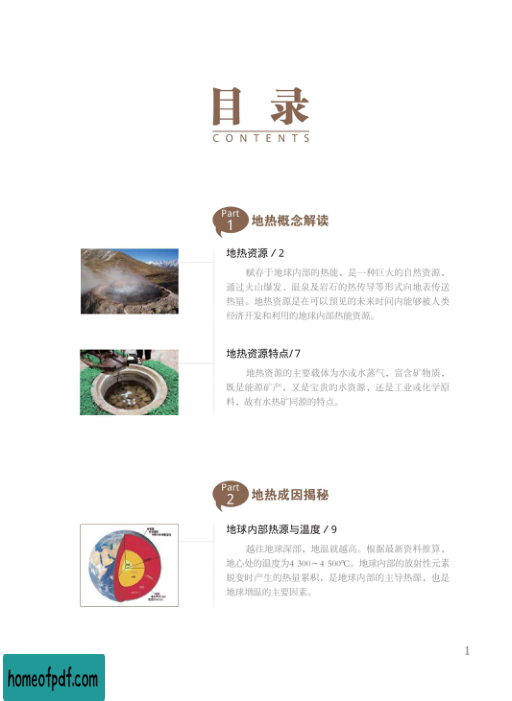 目 录
CONTENTS
Part
1
地热概念解读
地热资源 / 2
赋存于地球内部的热能，是一种巨大的自然资源，
通过火山爆发、温泉及岩石的热传导等形式向地表传送
热量。地热资源是在可以预见的未来时间内能够被人类
经济开发和利用的地球内部热能资源。
地热资源特点/ 7
地热资源的主要载体为水或水蒸气，富含矿物质，
既是能源矿产，又是宝贵的水资源，还是工业或化学原
料，故有水热矿同源的特点。
Part
2
地热成因揭秘
地球内部热源与温度 / 9
越往地球深部，地温就越高。根据最新资料推算，
地心处的温度为4 300～4 500℃。地球内部的放射性元素
蜕变时产生的热量累积，是地球内部的主导热源，也是
地球增温的主要因素。
1
homeofpdf.com